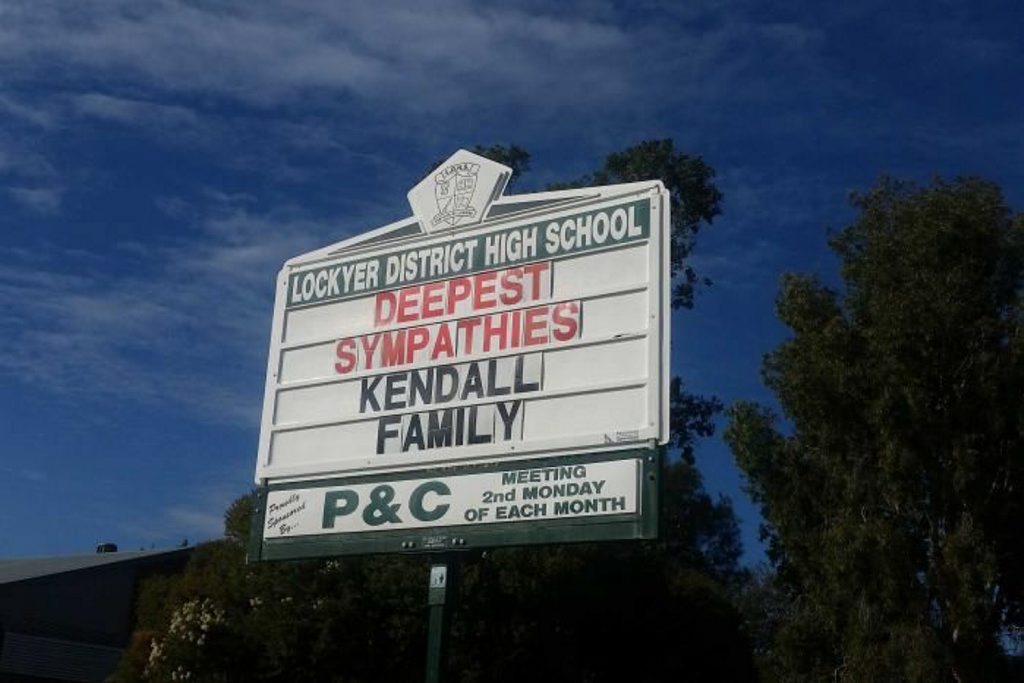 LOCKYER DISTRICT HIGH SCHOOL
DEEPEST
SYMPATHIES
KENDALL
FAMILY
Proudly
Sponsored
By...
P&C
MEETING
2nd MONDAY
OF EACH MONTH